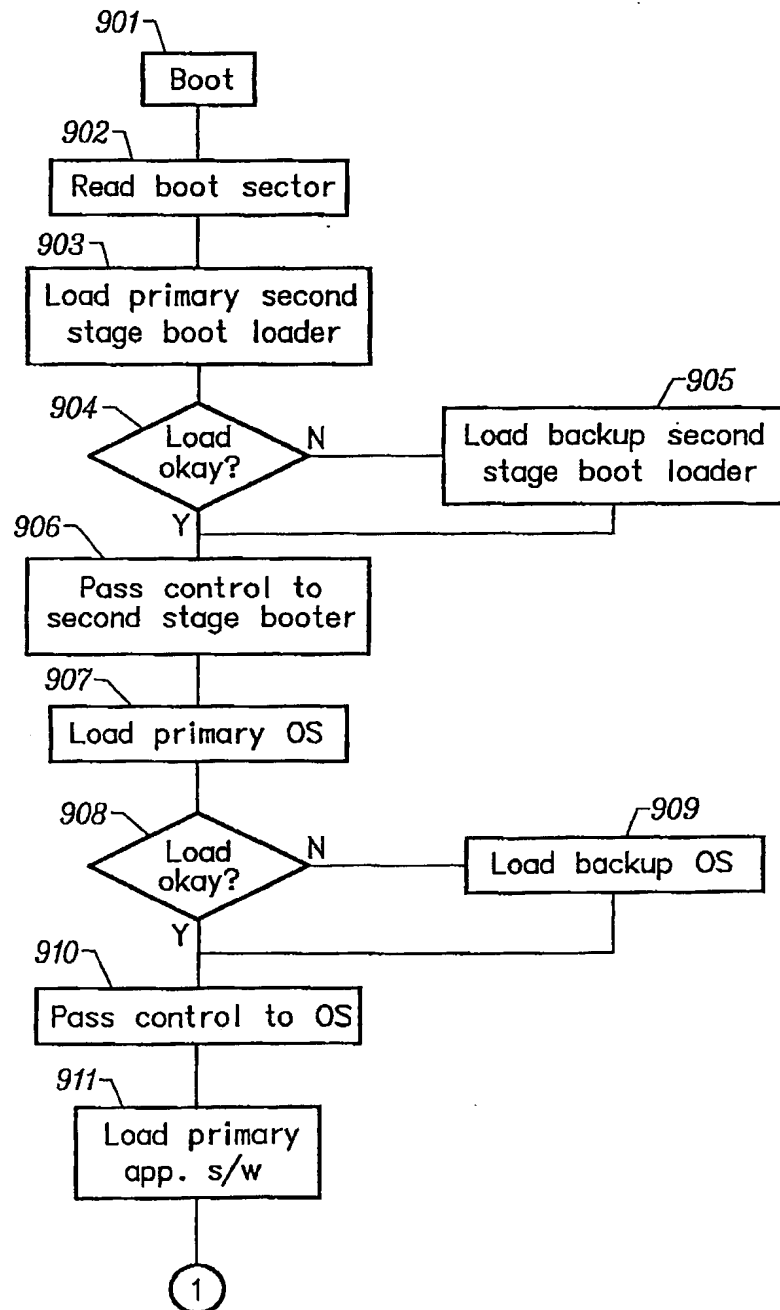 901
Boot
902
Read boot sector
903
Load primary second
stage boot loader
904
Load
okay?
N
Y
905
Load backup second
stage boot loader
906
Pass control to
second stage booter
907
Load primary OS
908
Load
okay?
N
Y
909
Load backup OS
910
Pass control to OS
911
Load primary
app. s/w
1